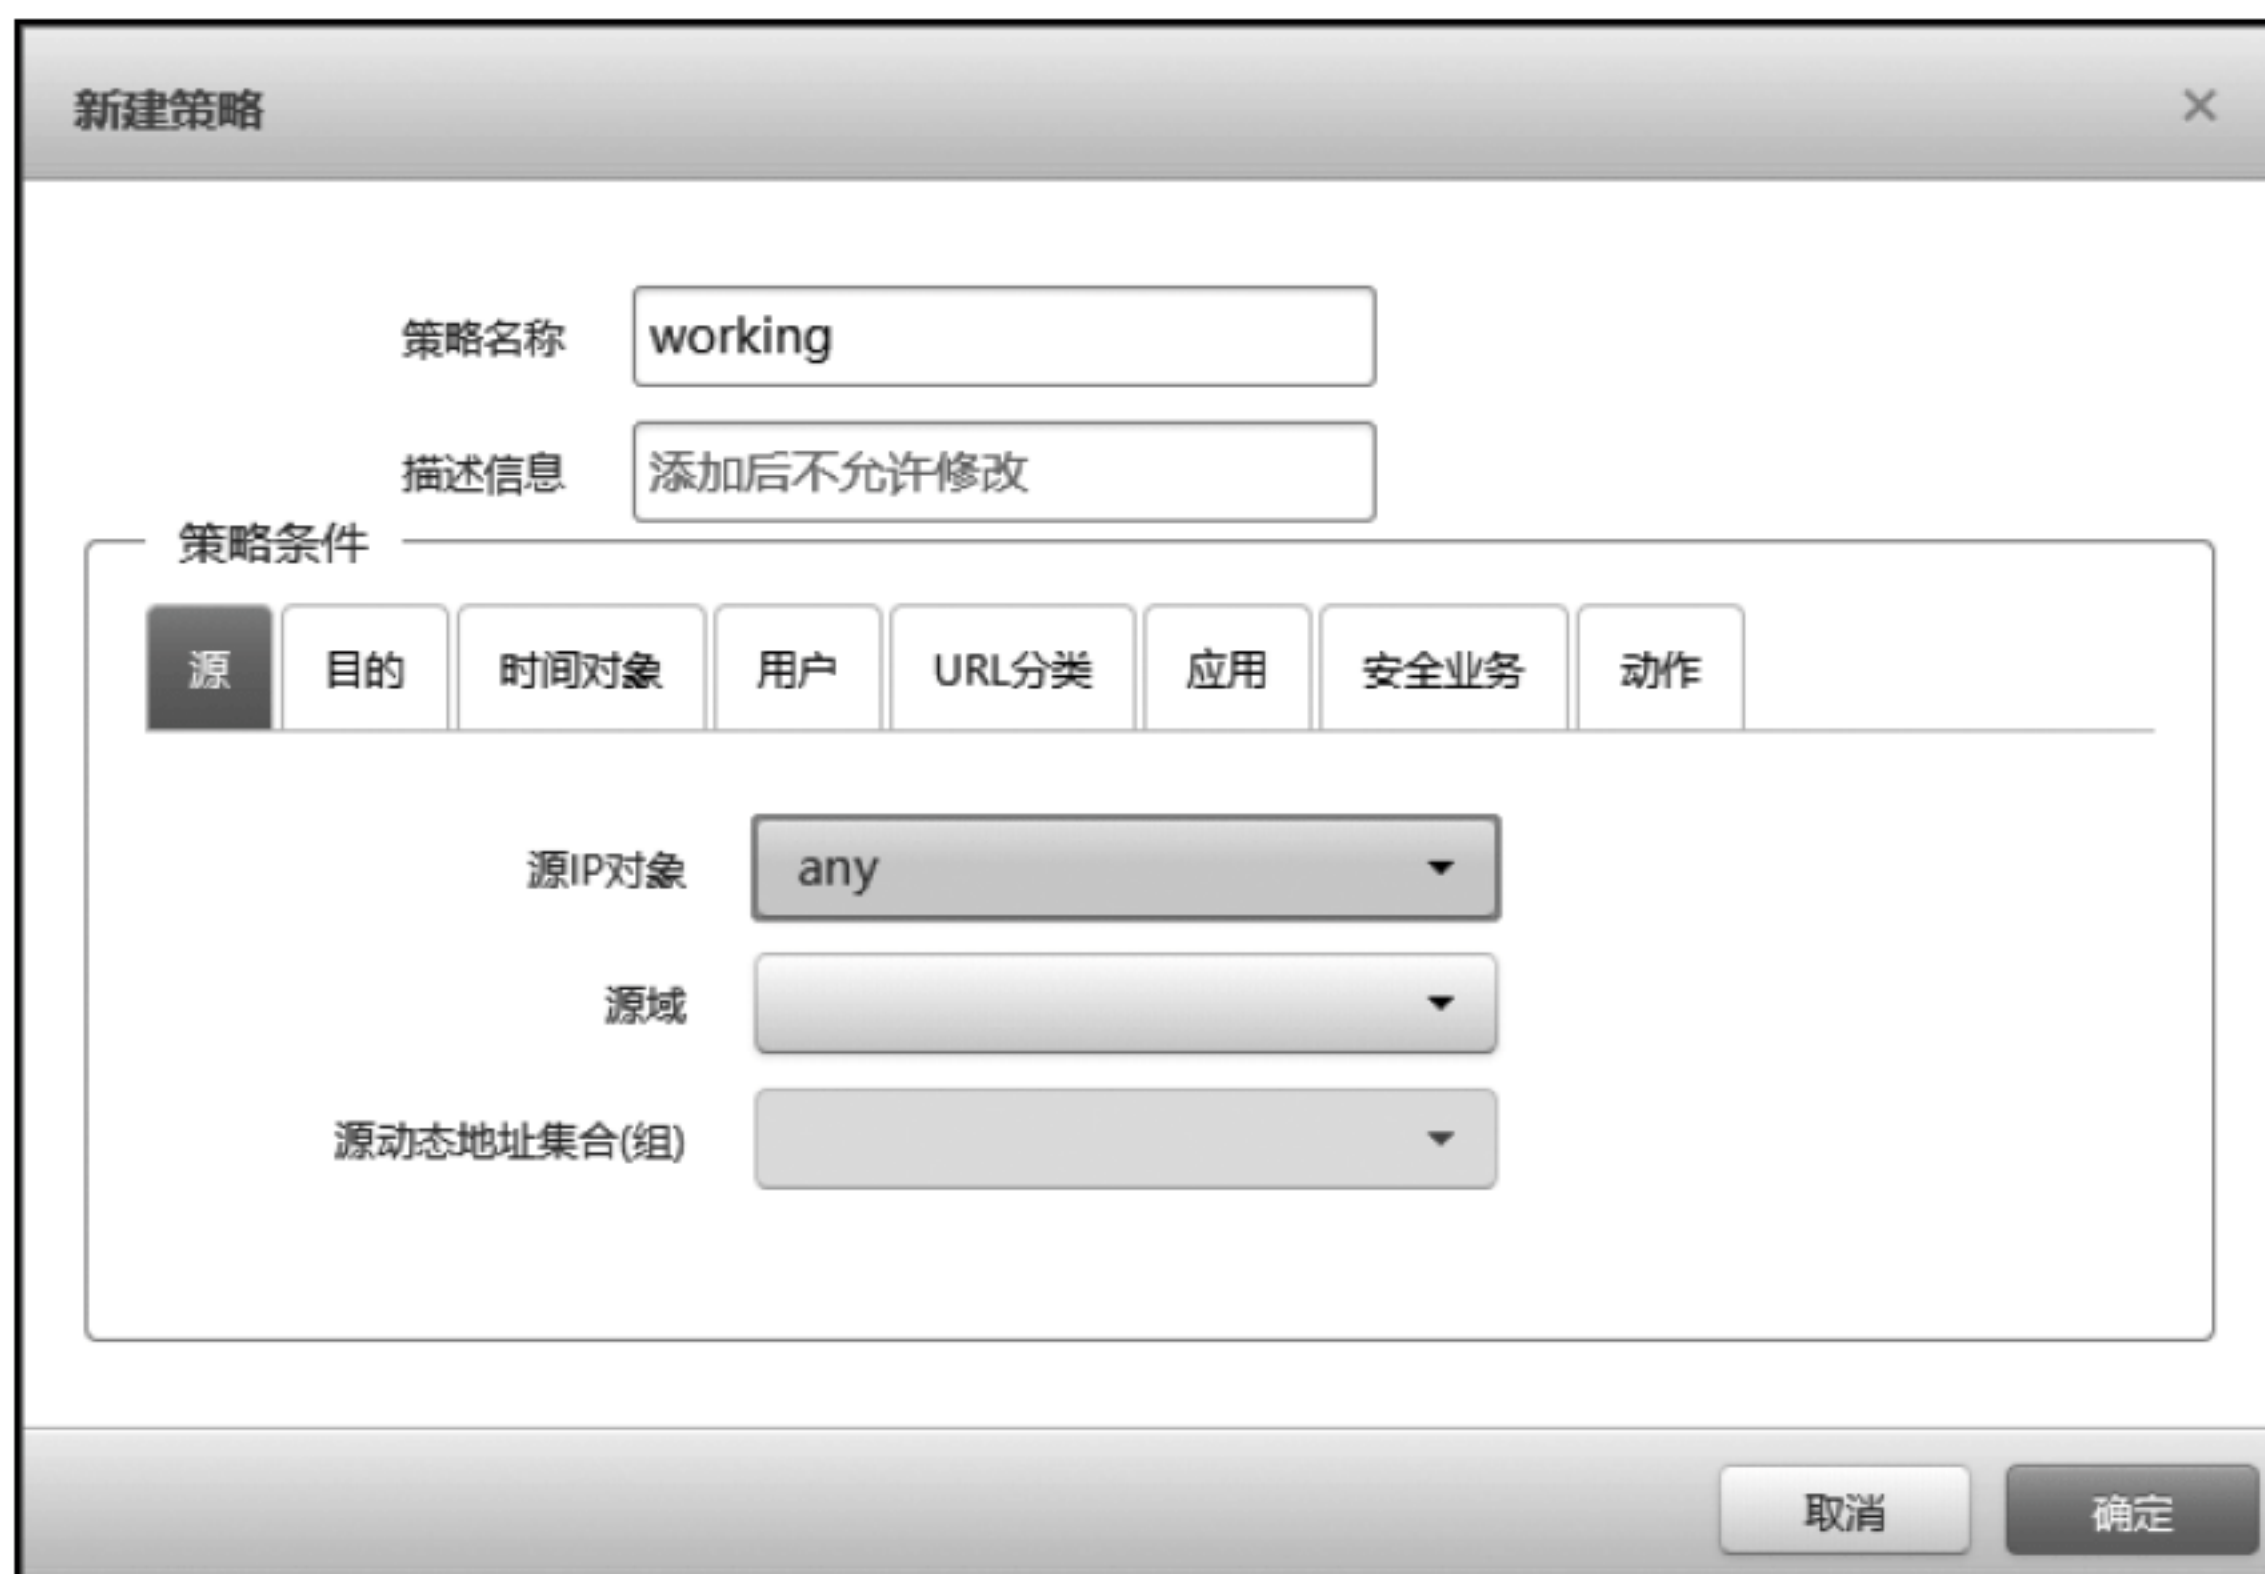 新建策略
策略名称 working
描述信息 添加后不允许修改
策略条件
源 目的 时间对象 用户 URL分类 应用 安全业务 动作
源IP对象 any
源域
源动态地址集合(组)
取消 确定